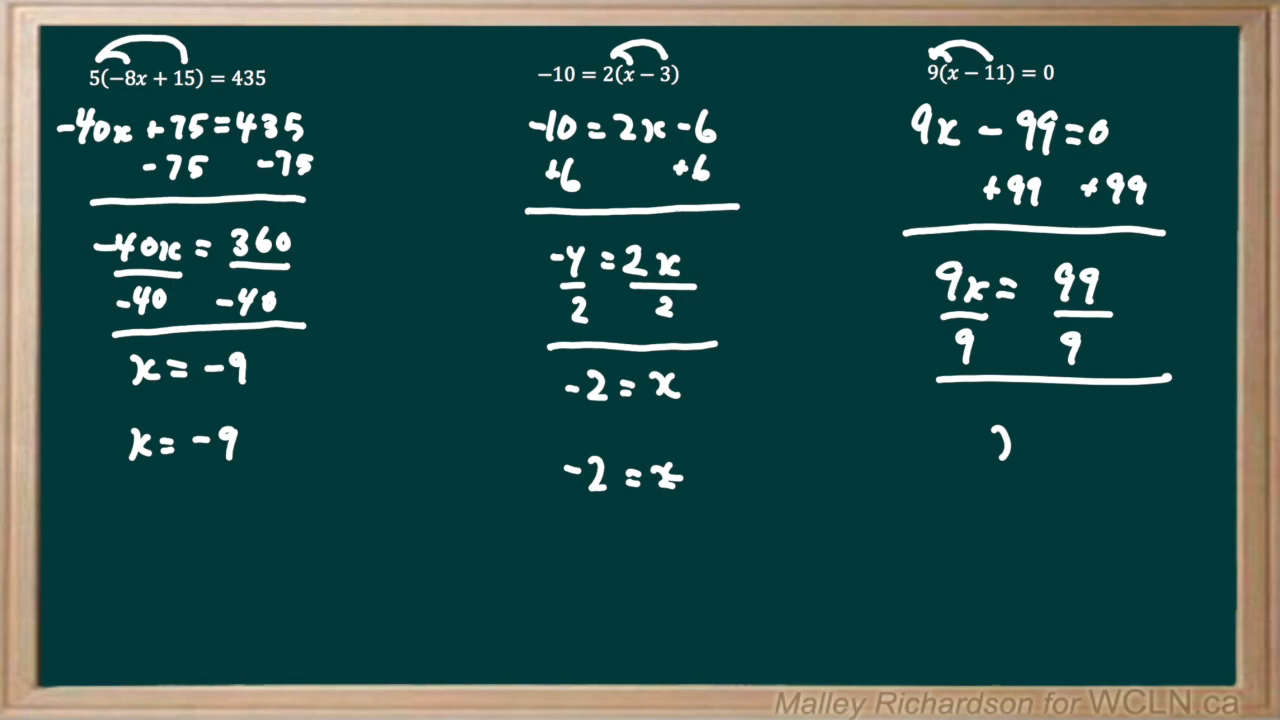 5(−8x + 15) = 435
-40x + 75 = 435
-75 -75
-40x = 360
-40 -40
x = -9
x = -9
−10 = 2(x − 3)
-10 = 2x - 6
+6 +6
-4 = 2x
2 2
-2 = x
-2 = x
9(x − 11) = 0
9x - 99 = 0
+99 +99
9x = 99
9 9
Malley Richardson for WCLN.ca